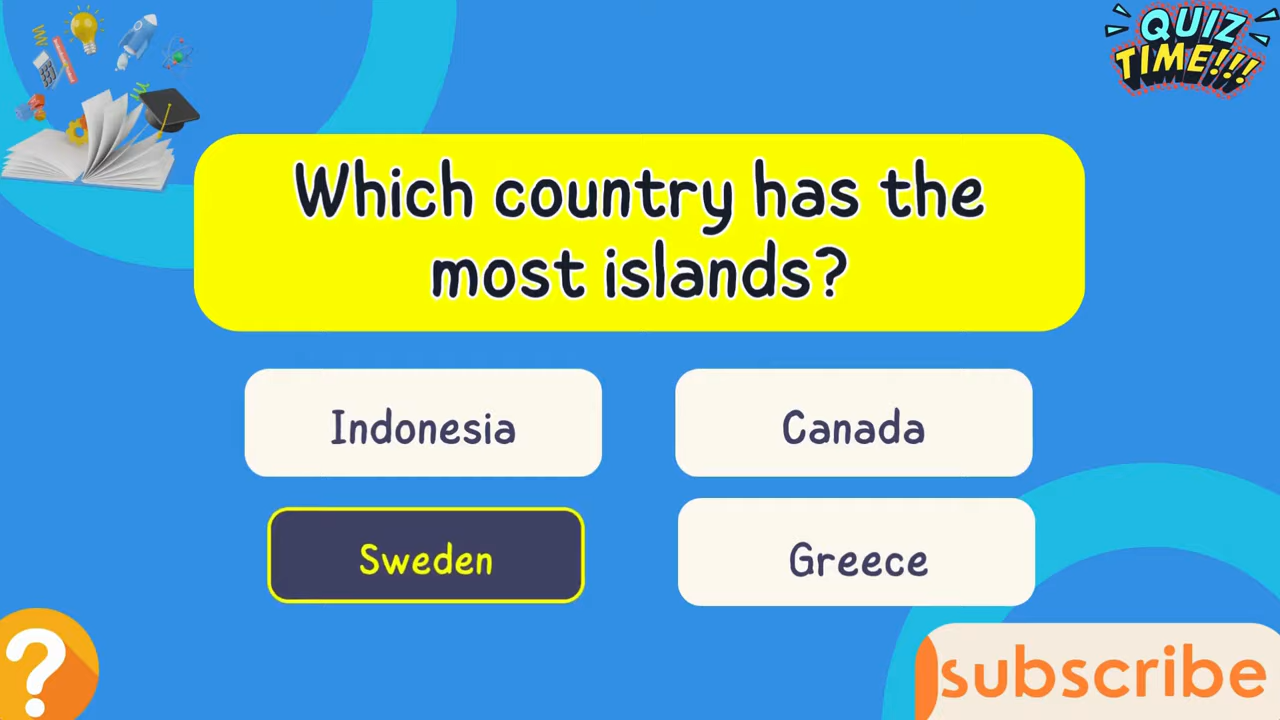 QUIZ
TIME!!!
Which country has the
most islands?
Indonesia
Canada
Sweden
Greece
?
subscribe